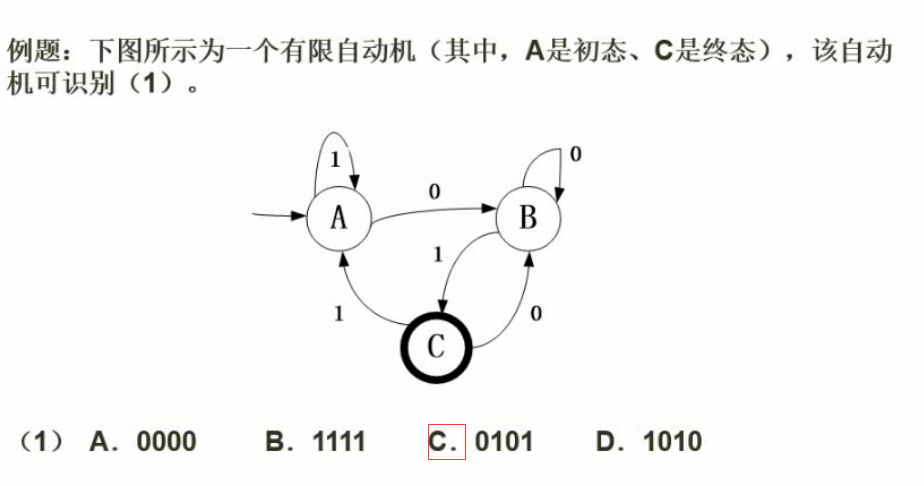 例题：下图所示为一个有限自动机（其中，A是初态、C是终态），该自动
机可识别（1）。
1
0
0
A
B
1
1
0
C
（1） A．0000 B．1111 C．0101 D．1010